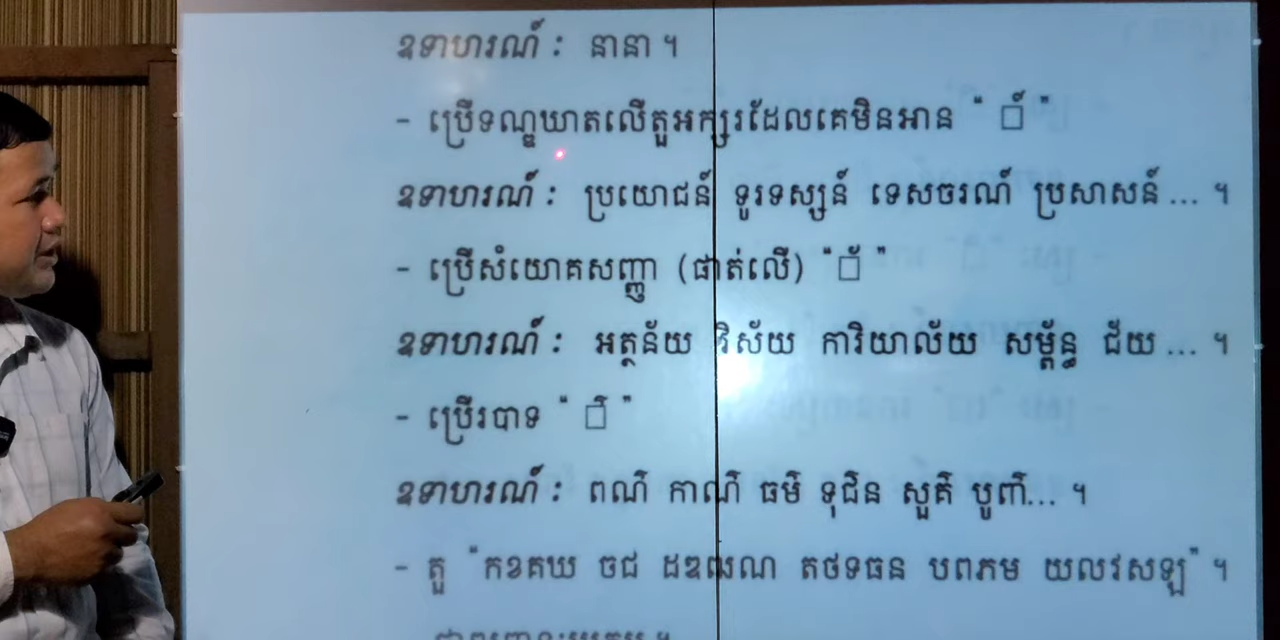 ឧទាហរណ៍ ៖ នានា ។
- ប្រើទណ្ឌឃាតលើតួអក្សរដែលគេមិនអាន “ ៍ ”
ឧទាហរណ៍ ៖ ប្រយោជន៍ ទូរទស្សន៍ ទេសចរណ៍ ប្រសាសន៍ ... ។
- ប្រើសំយោគសញ្ញា (ផាត់លើ) “ ័ ”
ឧទាហរណ៍ ៖ អត្ថន័យ វិស័យ ការិយាល័យ សម្ព័ន្ធ ជ័យ ... ។
- ប្រើរបាទ “ ៌ ”
ឧទាហរណ៍ ៖ ពណ៌ កាណ៌ ធម៌ ទុជ៌ន សួគ៌ បូព៌ា... ។
- តួ “កខគឃ ចជ ដឌឍណ តថទធន បពភម យលវសឡ” ។